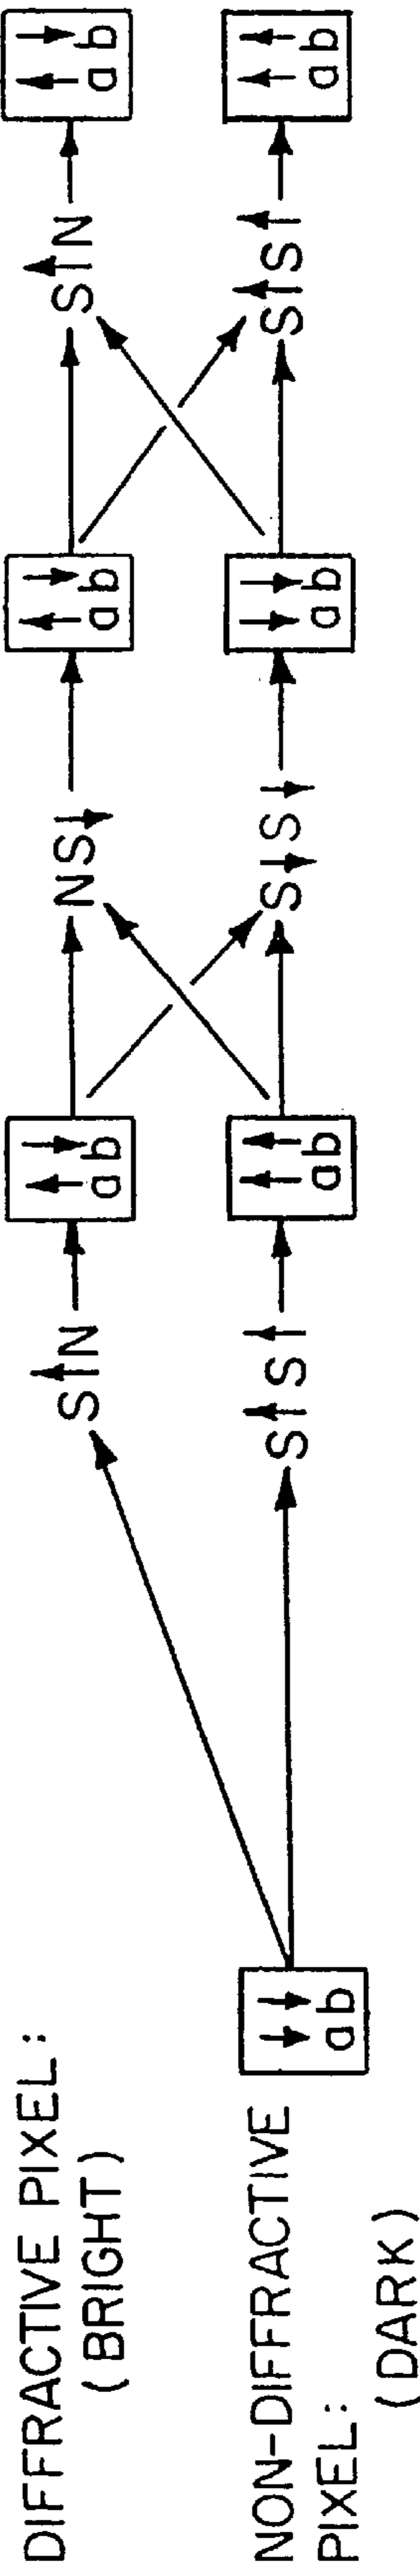 DIFFRACTIVE PIXEL:
(BRIGHT)
S↑N
↑↓
ab
NS↓
↑↓
ab
S↑N
↑↓
ab
NON-DIFFRACTIVE
PIXEL:
(DARK)
↓↓
ab
S↑S↑
↑↑
ab
S↓S↓
↓↓
ab
S↑S↑
↑↑
ab